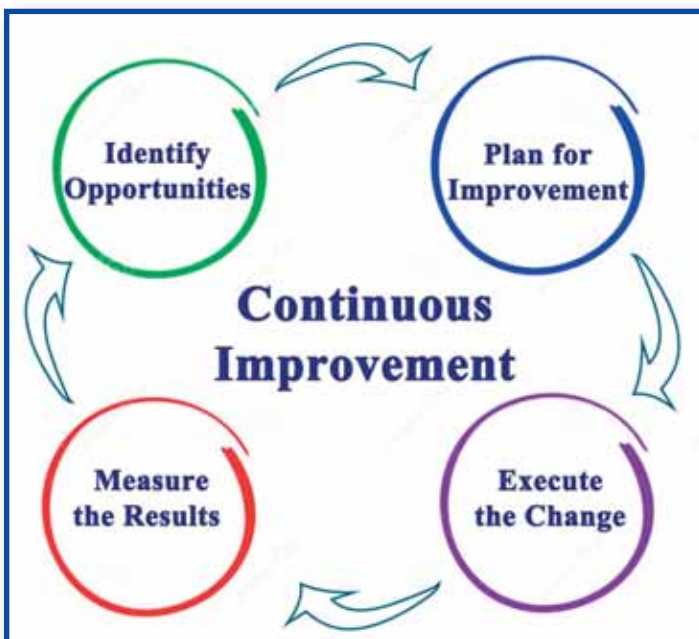 Identify
Opportunities
Plan for
Improvement
Continuous
Improvement
Measure
the Results
Execute
the Change